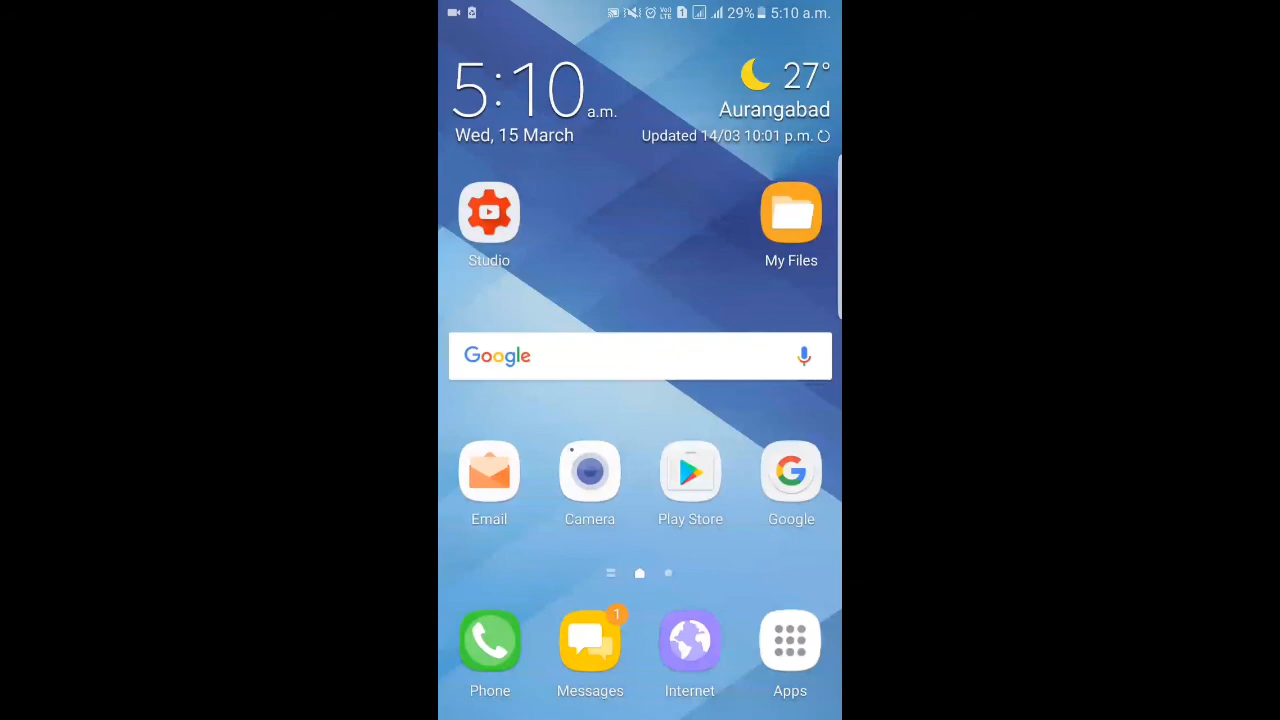 29% 5:10 a.m.
5:10 a.m.
27°
Aurangabad
Wed, 15 March
Updated 14/03 10:01 p.m.
Studio
My Files
Google
Email
Camera
Play Store
Google
1
Phone
Messages
Internet
Apps